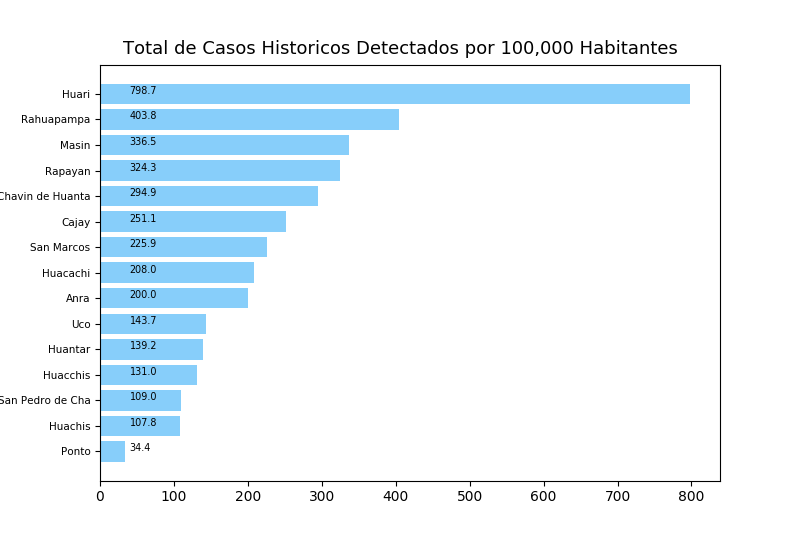 Total de Casos Historicos Detectados por 100,000 Habitantes
Huari 798.7
Rahuapampa 403.8
Masin 336.5
Rapayan 324.3
Chavin de Huanta 294.9
Cajay 251.1
San Marcos 225.9
Huacachi 208.0
Anra 200.0
Uco 143.7
Huantar 139.2
Huacchis 131.0
San Pedro de Cha 109.0
Huachis 107.8
Ponto 34.4
0 100 200 300 400 500 600 700 800